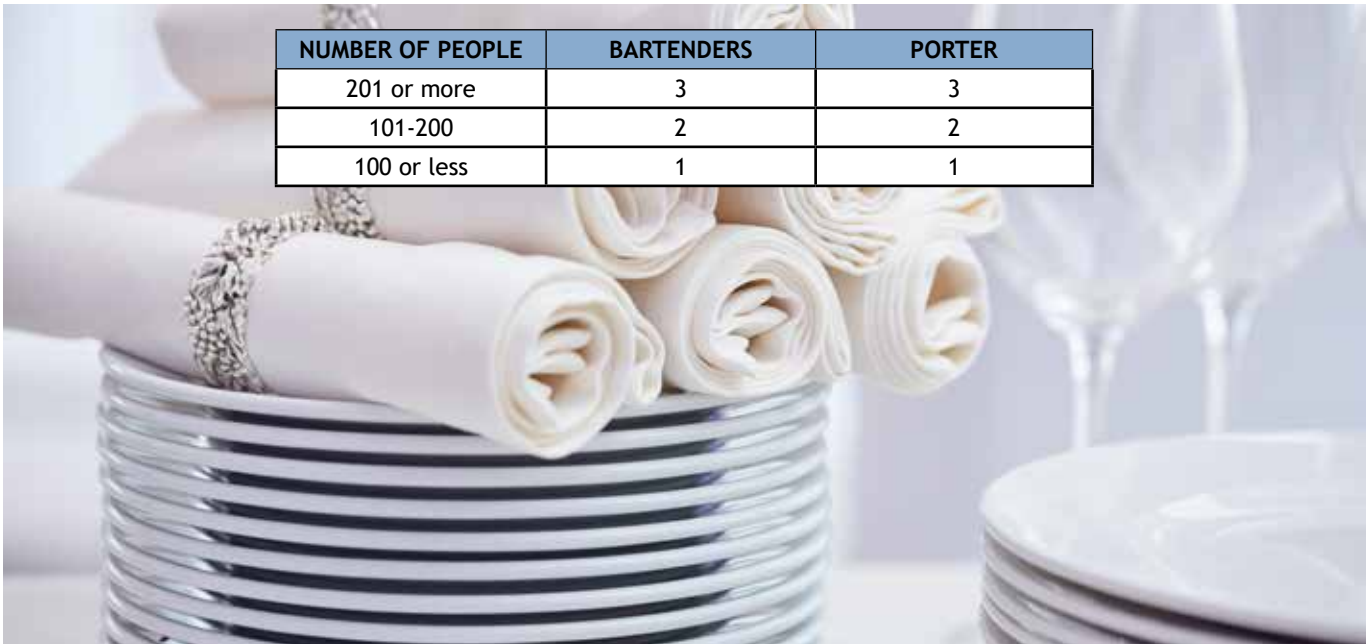 NUMBER OF PEOPLE BARTENDERS PORTER
201 or more 3 3
101-200 2 2
100 or less 1 1